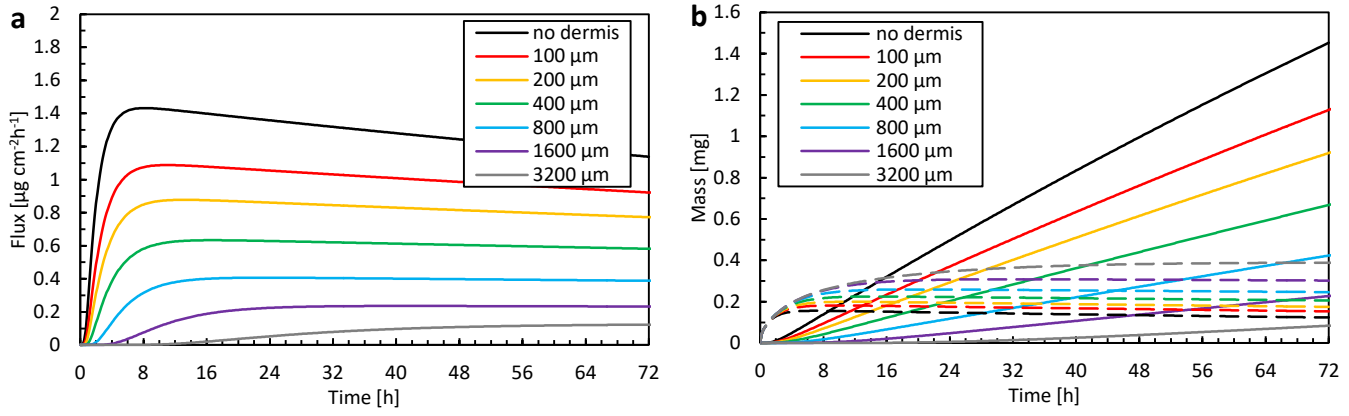 a
2
1.8
1.6
1.4
1.2
1
0.8
0.6
0.4
0.2
0
Flux [µg cm⁻²h⁻¹]
0 8 16 24 32 40 48 56 64 72
Time [h]
no dermis
100 µm
200 µm
400 µm
800 µm
1600 µm
3200 µm
b
1.6
1.4
1.2
1
0.8
0.6
0.4
0.2
0
Mass [mg]
0 8 16 24 32 40 48 56 64 72
Time [h]
no dermis
100 µm
200 µm
400 µm
800 µm
1600 µm
3200 µm